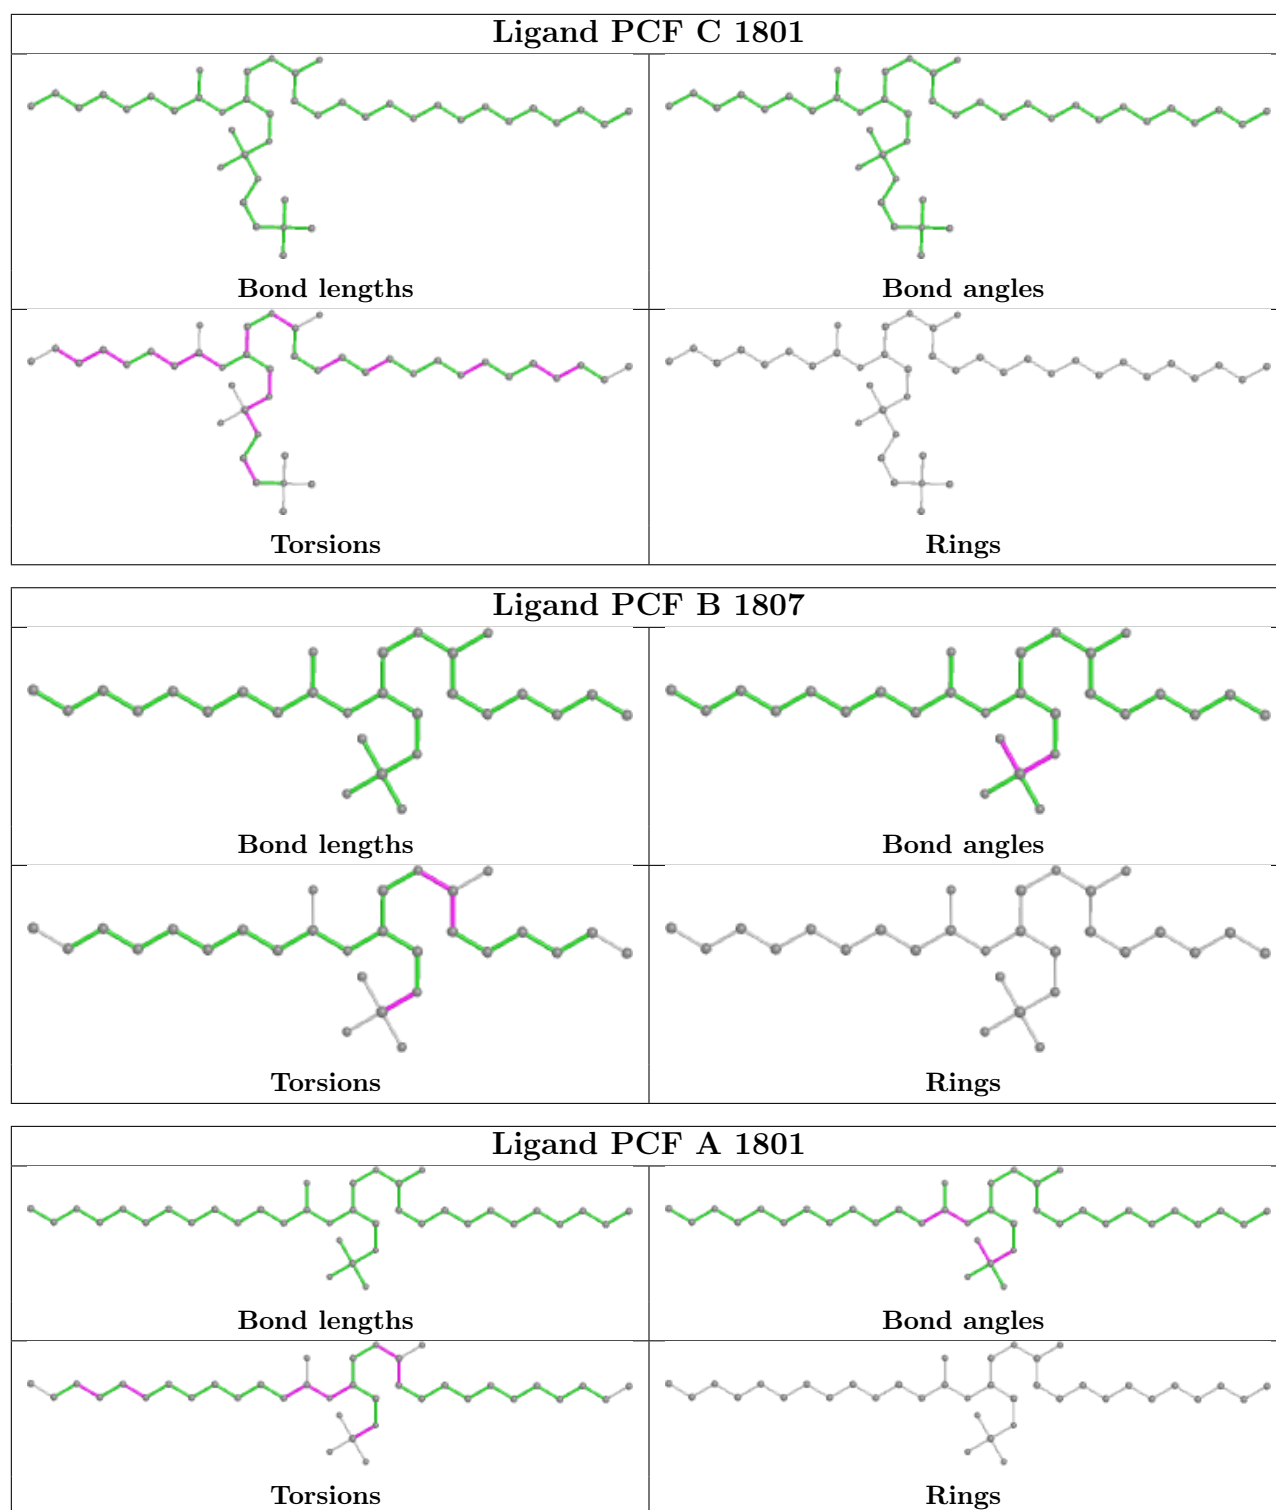 Ligand PCF C 1801
Bond lengths
Bond angles
Torsions
Rings
Ligand PCF B 1807
Bond lengths
Bond angles
Torsions
Rings
Ligand PCF A 1801
Bond lengths
Bond angles
Torsions
Rings